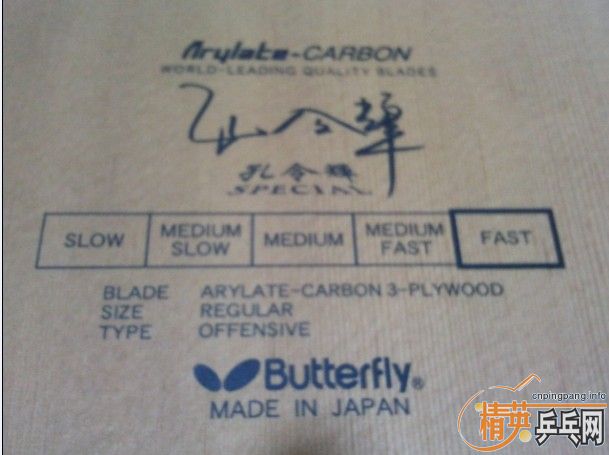 Arylate-CARBON
WORLD-LEADING QUALITY BLADES
孔令輝
SPECIAL
SLOW
MEDIUM SLOW
MEDIUM
MEDIUM FAST
FAST
BLADE ARYLATE-CARBON 3-PLYWOOD
SIZE REGULAR
TYPE OFFENSIVE
Butterfly®
MADE IN JAPAN
cnpingpang.info
精英乒乓网